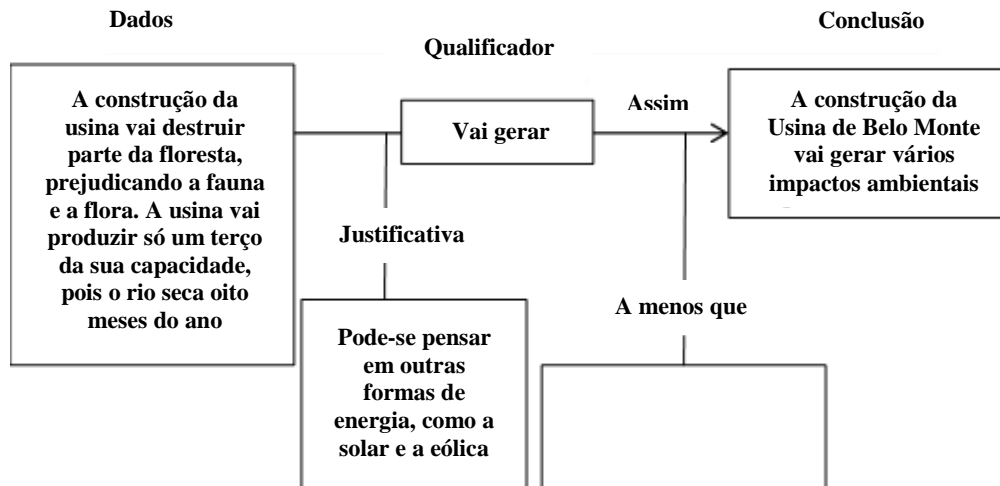 Dados
Qualificador
Conclusão
A construção da
usina vai destruir
parte da floresta,
prejudicando a fauna
e a flora. A usina vai
produzir só um terço
da sua capacidade,
pois o rio seca oito
meses do ano
Vai gerar
Assim
A construção da
Usina de Belo Monte
vai gerar vários
impactos ambientais
Justificativa
Pode-se pensar
em outras
formas de
energia, como a
solar e a eólica
A menos que